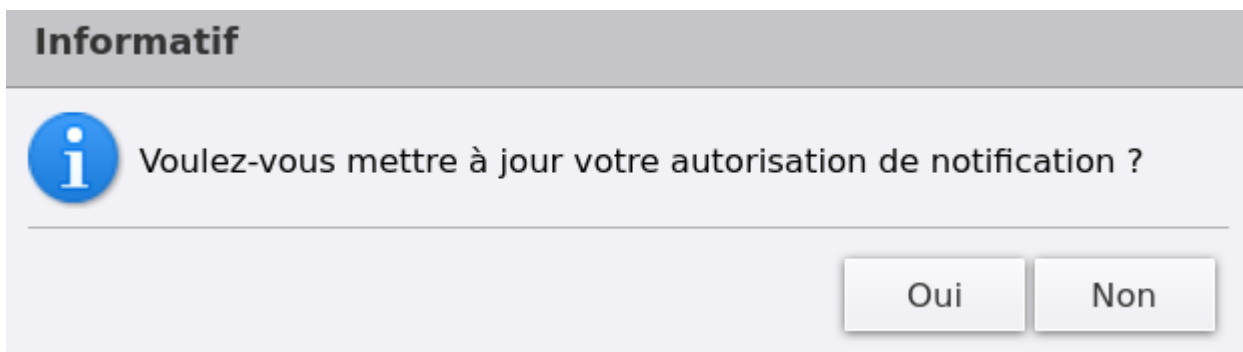 Informatif
Voulez-vous mettre à jour votre autorisation de notification ?
Oui
Non